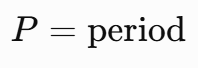 P = period